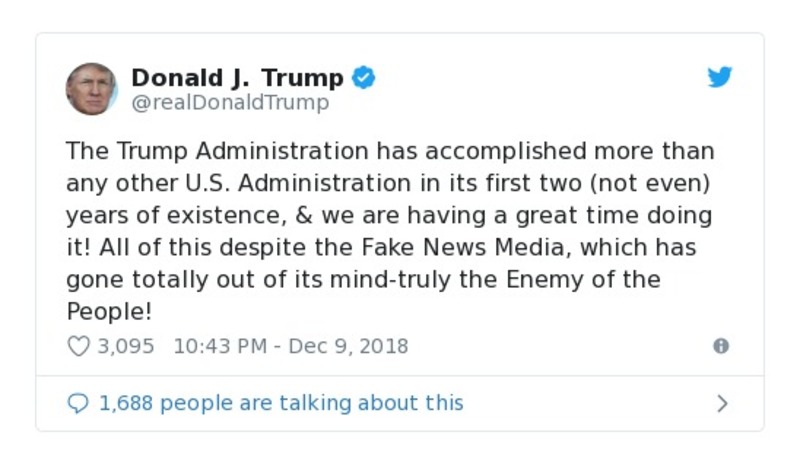 Donald J. Trump
@realDonaldTrump
The Trump Administration has accomplished more than
any other U.S. Administration in its first two (not even)
years of existence, & we are having a great time doing
it! All of this despite the Fake News Media, which has
gone totally out of its mind-truly the Enemy of the
People!
3,095 10:43 PM - Dec 9, 2018
1,688 people are talking about this